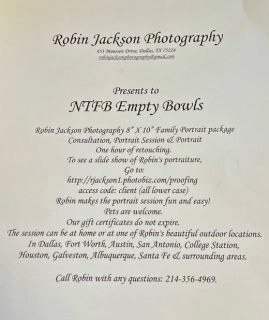 Robin Jackson Photography
robinjacksonphotography@gmail.com
Presents to
NTFB Empty Bowls
Robin Jackson Photography 8" X 10" Family Portrait package
Consultation, Portrait Session & Portrait
One hour of retouching.
To see a slide show of Robin's portraiture,
Go to:
http://rjackson1.photobiz.com/proofing
access code: client (all lower case)
Robin makes the portrait session fun and easy!
Pets are welcome.
Our gift certificates do not expire.
The session can be at home or at one of Robin's beautiful outdoor locations.
In Dallas, Fort Worth, Austin, San Antonio, College Station,
Houston, Galveston, Albuquerque, Santa Fe & surrounding areas.
Call Robin with any questions: 214-356-4969.